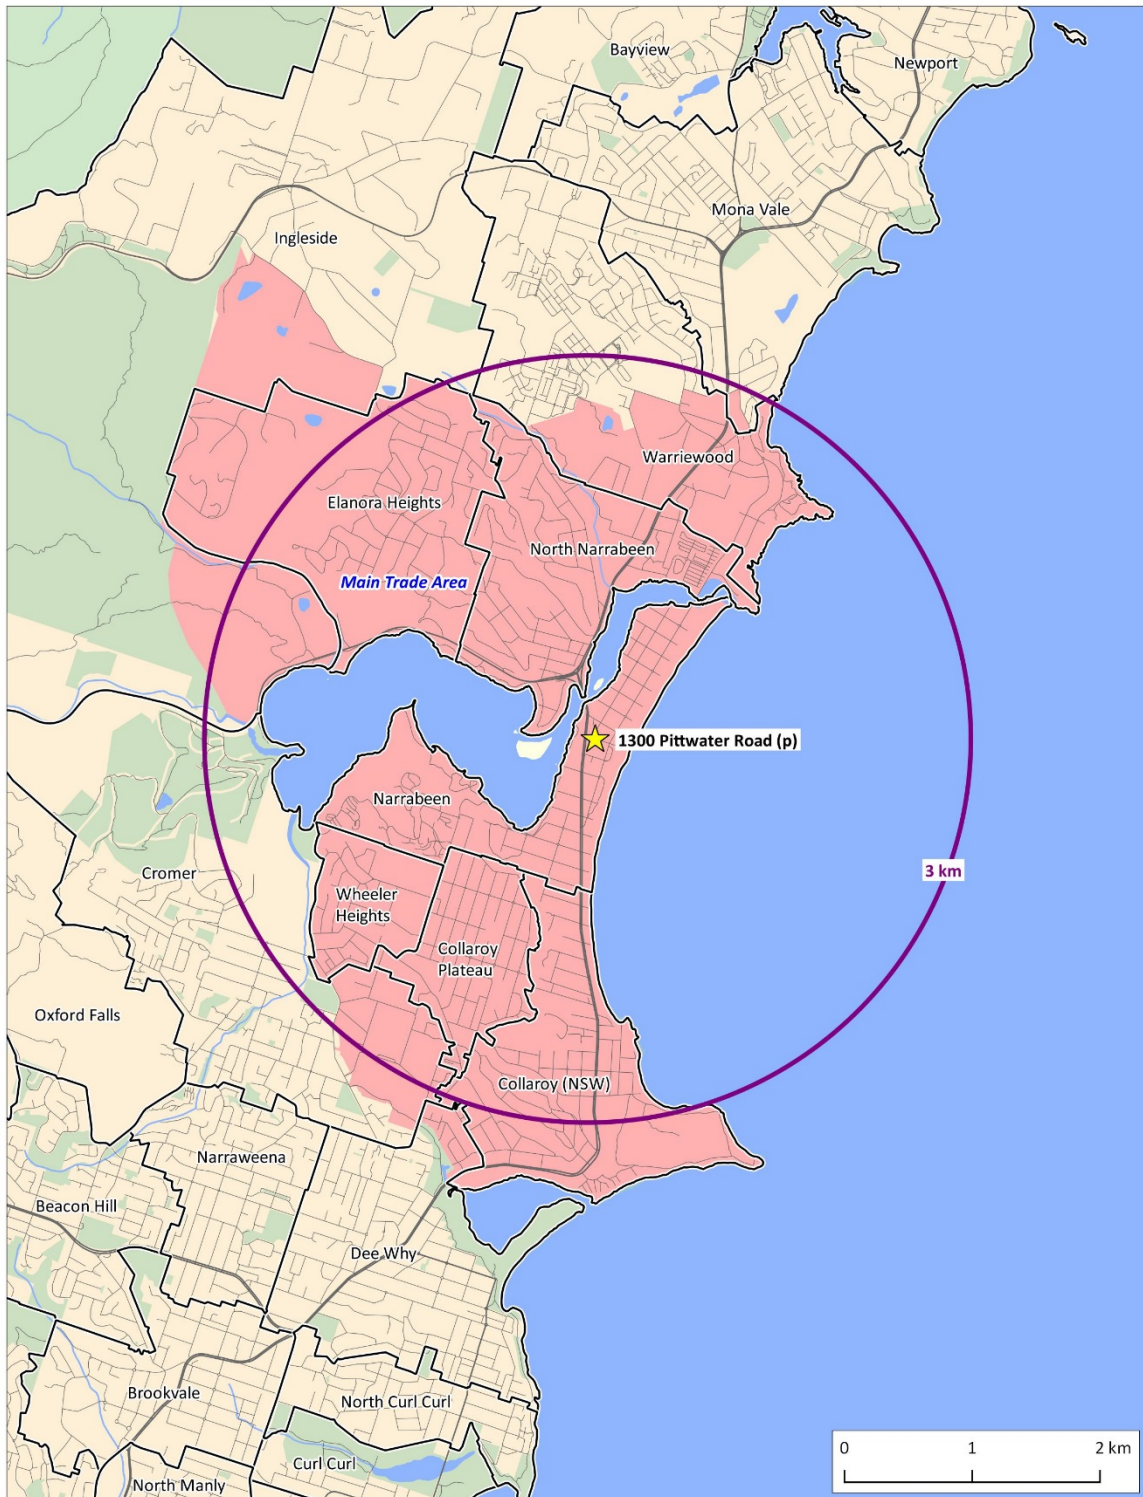 Bayview
Newport
Mona Vale
Ingleside
Warriewood
Elanora Heights
North Narrabeen
Main Trade Area
1300 Pittwater Road (p)
Narrabeen
3 km
Cromer
Wheeler
Heights
Collaroy
Plateau
Oxford Falls
Collaroy (NSW)
Narraweena
Beacon Hill
Dee Why
Brookvale
North Curl Curl
Curl Curl
North Manly
0 1 2 km